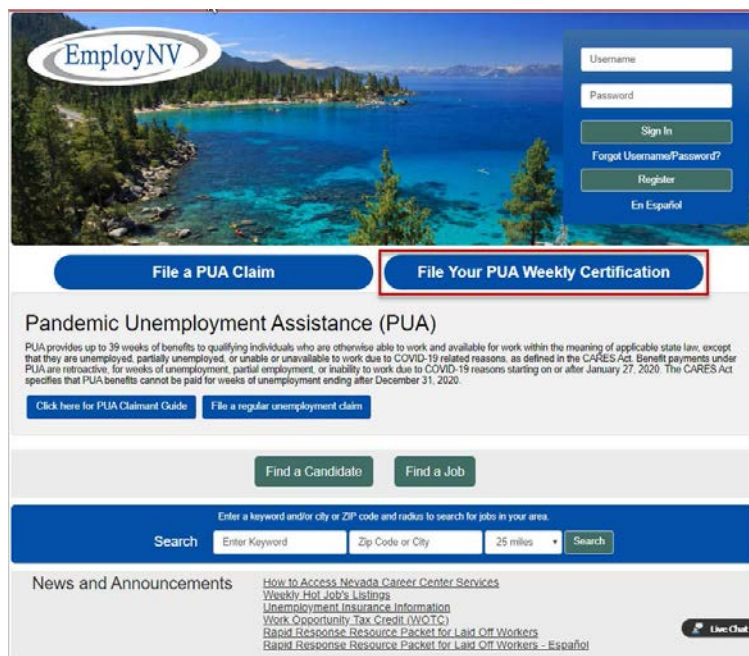 EmployNV
Username
Password
Sign In
Forgot Username/Password?
Register
En Español
File a PUA Claim
File Your PUA Weekly Certification
Pandemic Unemployment Assistance (PUA)
PUA provides up to 39 weeks of benefits to qualifying individuals who are otherwise able to work and available for work within the meaning of applicable state law, except
that they are unemployed, partially unemployed, or unable or unavailable to work due to COVID-19 related reasons, as defined in the CARES Act. Benefit payments under
PUA are retroactive, for weeks of unemployment, partial employment, or inability to work due to COVID-19 reasons starting on or after January 27, 2020. The CARES Act
specifies that PUA benefits cannot be paid for weeks of unemployment ending after December 31, 2020.
Click here for PUA Claimant Guide
File a regular unemployment claim
Find a Candidate
Find a Job
Enter a keyword and/or city or ZIP code and radius to search for jobs in your area.
Search
Enter Keyword
Zip Code or City
25 miles
Search
News and Announcements
How to Access Nevada Career Center Services
Weekly Hot Job's Listings
Unemployment Insurance Information
Work Opportunity Tax Credit (WOTC)
Rapid Response Resource Packet for Laid Off Workers
Rapid Response Resource Packet for Laid Off Workers - Español
Live Chat